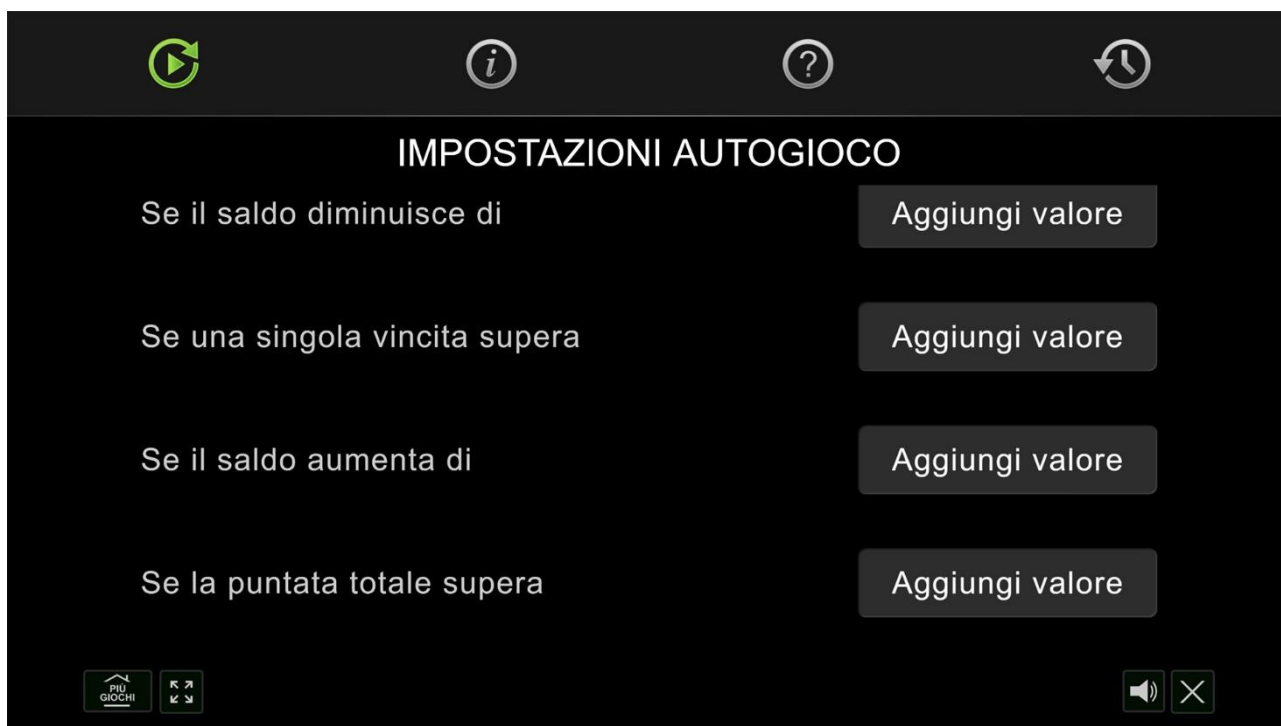 IMPOSTAZIONI AUTOGIOCO
Se il saldo diminuisce di Aggiungi valore
Se una singola vincita supera Aggiungi valore
Se il saldo aumenta di Aggiungi valore
Se la puntata totale supera Aggiungi valore
PIÙ
GIOCHI